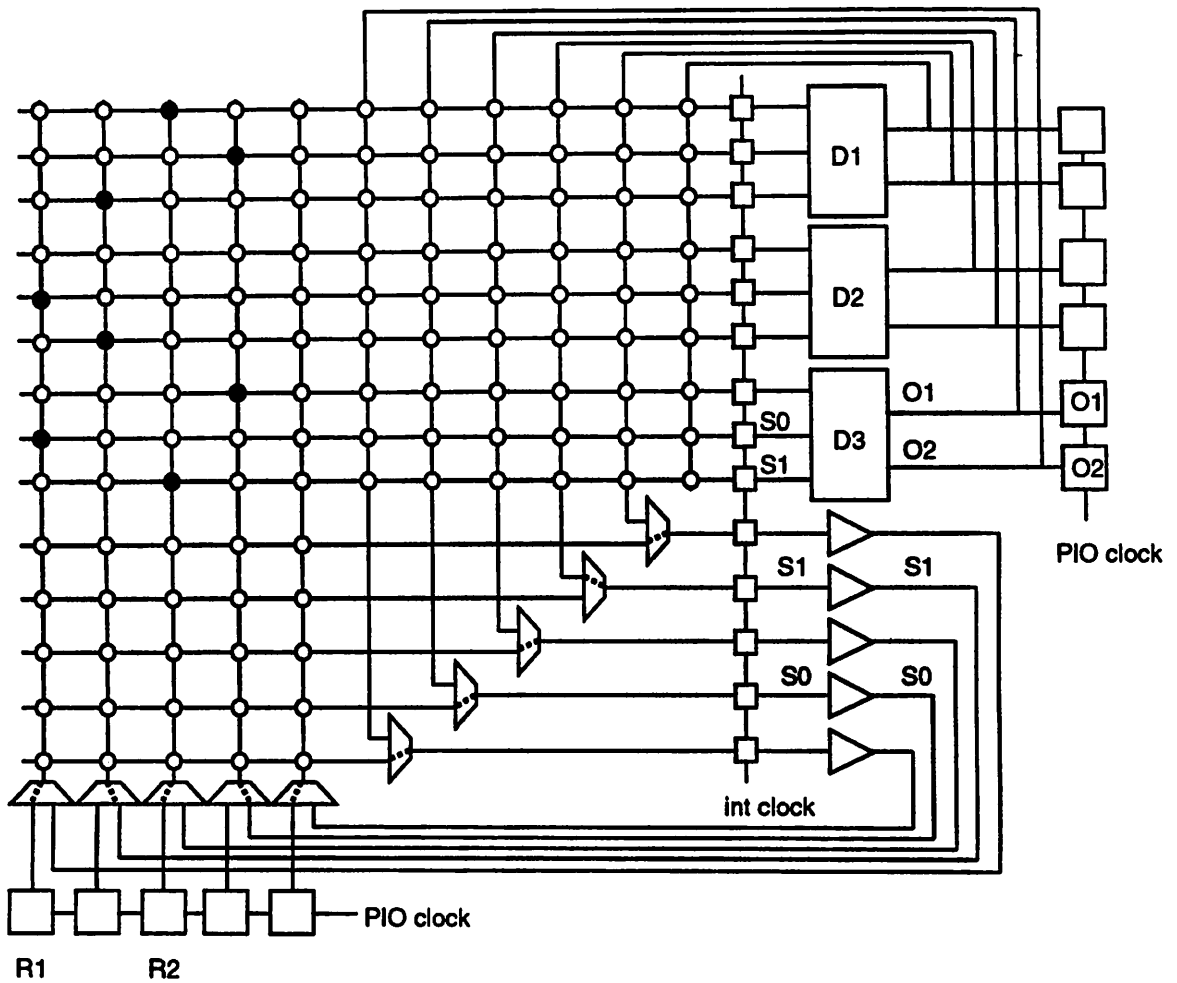 D1
D2
O1
O1
S0
D3
O2
S1
O2
PIO clock
S1
S1
S0
S0
int clock
PIO clock
R1
R2